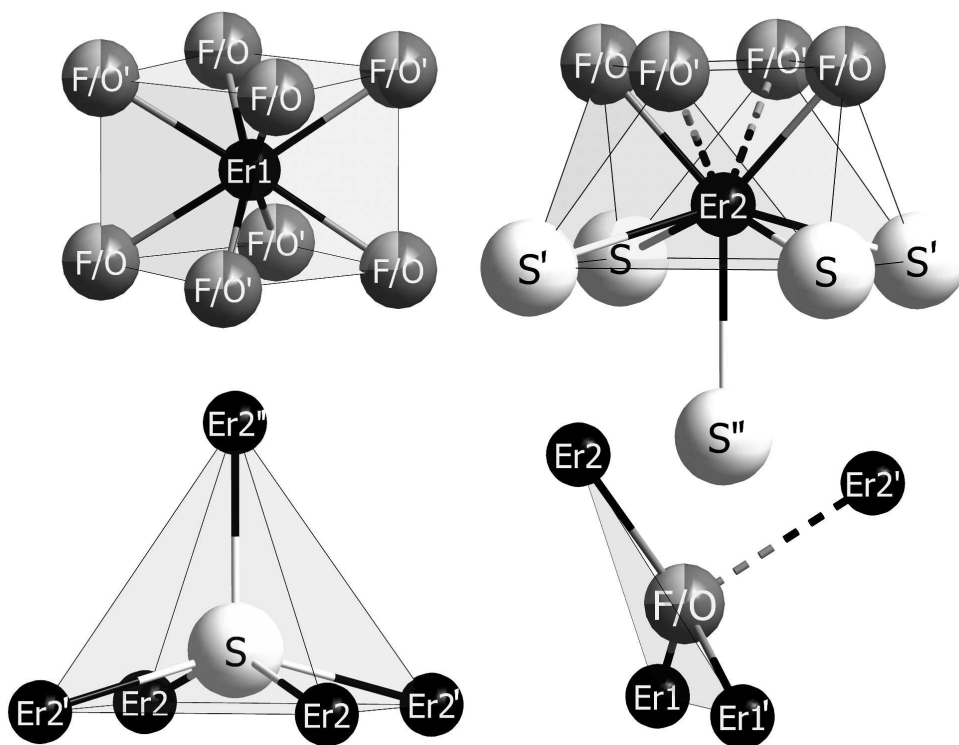 F/O
F/O'
F/O'
F/O
Er1
F/O
F/O'
F/O'
F/O
F/O
F/O'
F/O'
F/O
Er2
S'
S
S
S'
S"
Er2"
S
Er2'
Er2
Er2
Er2'
Er2
Er2'
F/O
Er1
Er1'